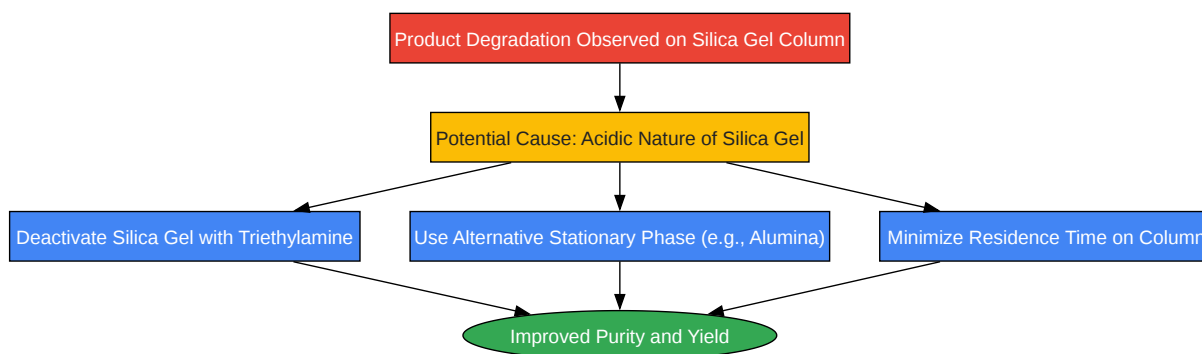 Product Degradation Observed on Silica Gel Column
Potential Cause: Acidic Nature of Silica Gel
Deactivate Silica Gel with Triethylamine
Use Alternative Stationary Phase (e.g., Alumina)
Minimize Residence Time on Column
Improved Purity and Yield